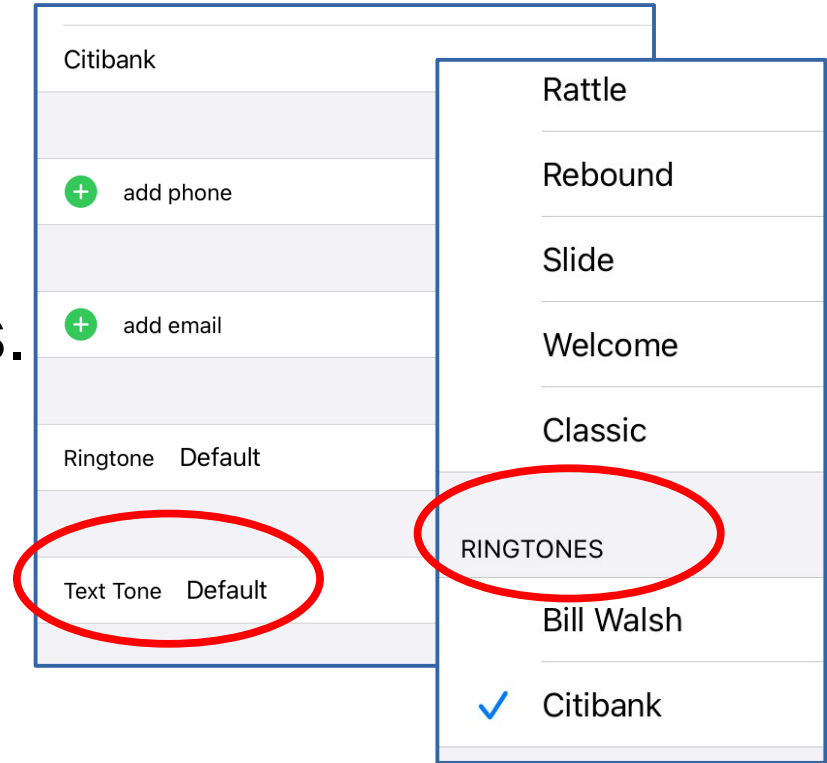 Citibank
add phone
s.
add email
Ringtone Default
Text Tone Default
Rattle
Rebound
Slide
Welcome
Classic
RINGTONES
Bill Walsh
Citibank